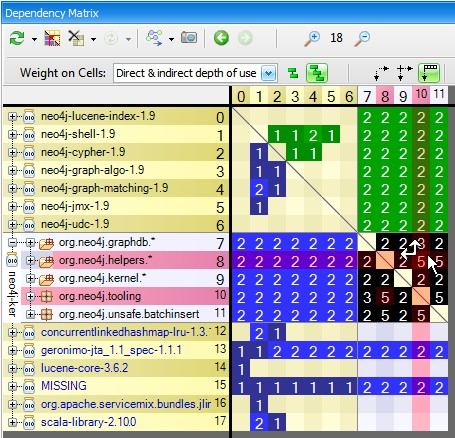 Dependency Matrix
18
Weight on Cells: Direct & indirect depth of use
0 1 2 3 4 5 6 7 8 9 10 11
neo4j-lucene-index-1.9 0 2 2 2 2 2
neo4j-shell-1.9 1 1 1 2 1 2 2 2 2 2
neo4j-cypher-1.9 2 1 1 1 2 2 2 2 2
neo4j-graph-algo-1.9 3 1 1 2 2 2 2 2
neo4j-graph-matching-1.9 4 2 1 2 2 2 2 2
neo4j-jmx-1.9 5 1 2 2 2 2 2
neo4j-udc-1.9 6 2 2 2 2 2
neo4j-ker
org.neo4j.graphdb.* 7 2 2 2 2 2 2 2 2 2 3 2
org.neo4j.helpers.* 8 2 2 2 2 2 2 2 2 5 5
org.neo4j.kernel.* 9 2 2 2 2 2 2 2 2 2 2 2
org.neo4j.tooling 10 2 2 2 2 2 2 2 3 5 2 5
org.neo4j.unsafe.batchinsert 11 2 2 2 2 2 2 2 2 2 2 2
concurrentlinkedhashmap-lru-1.3. 12 2 1
geronimo-jta_1.1_spec-1.1.1 13 1 2 2 2 2 2 2 2 2 2 2 2
lucene-core-3.6.2 14 1
MISSING 15 1 1 1 1 1 1 1 2 2 2 2 2
org.apache.servicemix.bundles.jlir 16 1
scala-library-2.10.0 17 2 1